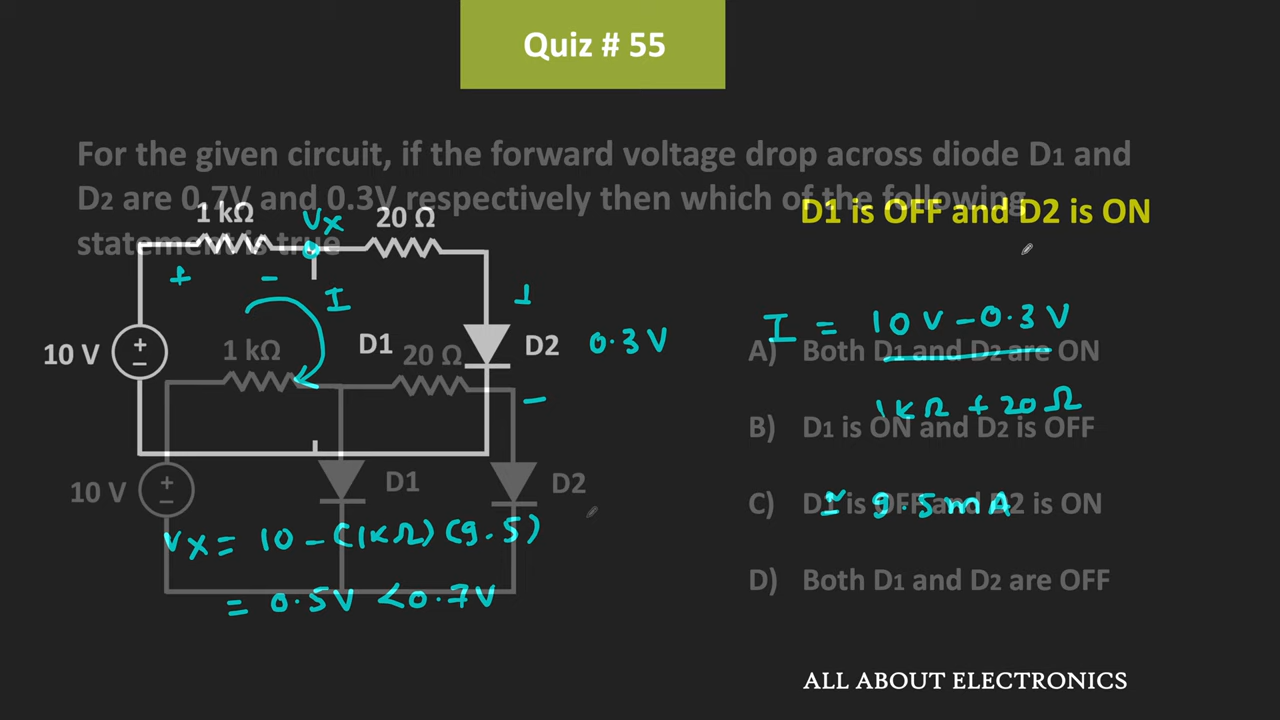 Quiz # 55
For the given circuit, if the forward voltage drop across diode D1 and
D2 are 0.7V and 0.3V respectively then which of the following
statement is true
D1 is OFF and D2 is ON
1 kΩ
Vx
20 Ω
+
-
I
10 V
+
−
D1
D2
0.3 V
-
1 kΩ
20 Ω
10 V
+
−
D1
D2
I = 10V - 0.3V
1kΩ + 20Ω
≃ 9.5mA
A) Both D1 and D2 are ON
B) D1 is ON and D2 is OFF
C) D1 is OFF and D2 is ON
D) Both D1 and D2 are OFF
Vx = 10 - (1kΩ) (9.5)
= 0.5V < 0.7V
ALL ABOUT ELECTRONICS